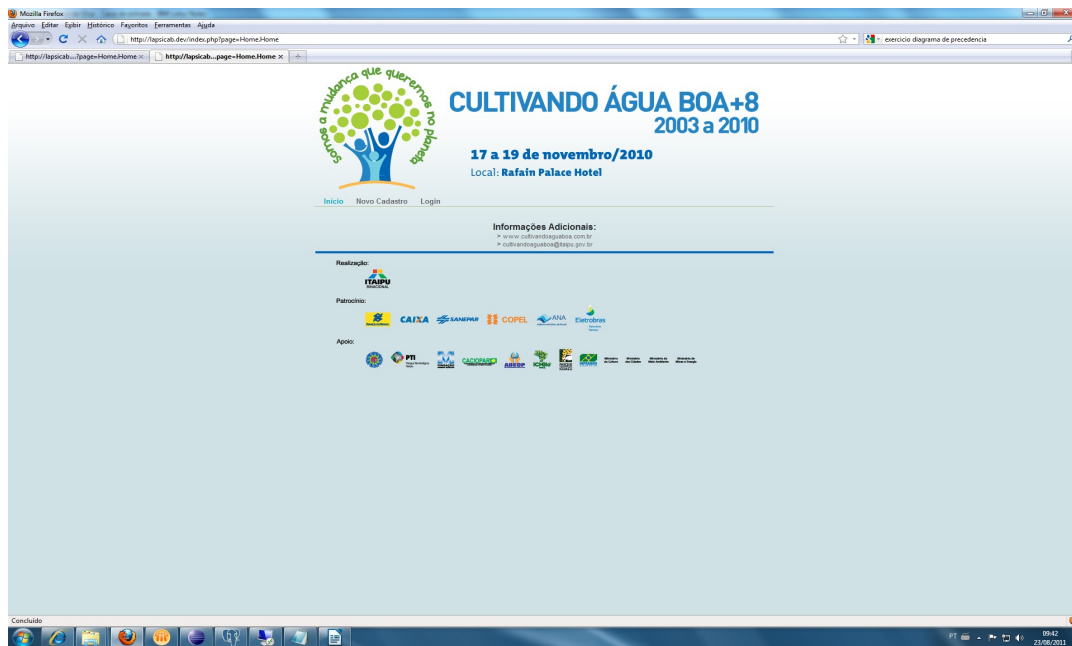 Mozilla Firefox
Arquivo Editar Exibir Histórico Favoritos Ferramentas Ajuda
http://lapsicab.dev/index.php?page=Home.Home
exercicio diagrama de precedencia
http://lapsicab...?page=Home.Home
http://lapsicab...page=Home.Home
somos a mudança que queremos no planeta
CULTIVANDO ÁGUA BOA+8
2003 a 2010
17 a 19 de novembro/2010
Local: Rafain Palace Hotel
Início Novo Cadastro Login
Informações Adicionais:
www.cultivandoaguaboa.com.br
cultivandoaguaboa@itaipu.gov.br
Realização:
ITAIPU
BINACIONAL
Patrocínio:
CAIXA SANEPAR COPEL ANA Eletrobras
Apoio:
PTI CACIOPAR ICMBio
Concluído
PT 09:42
23/08/2011